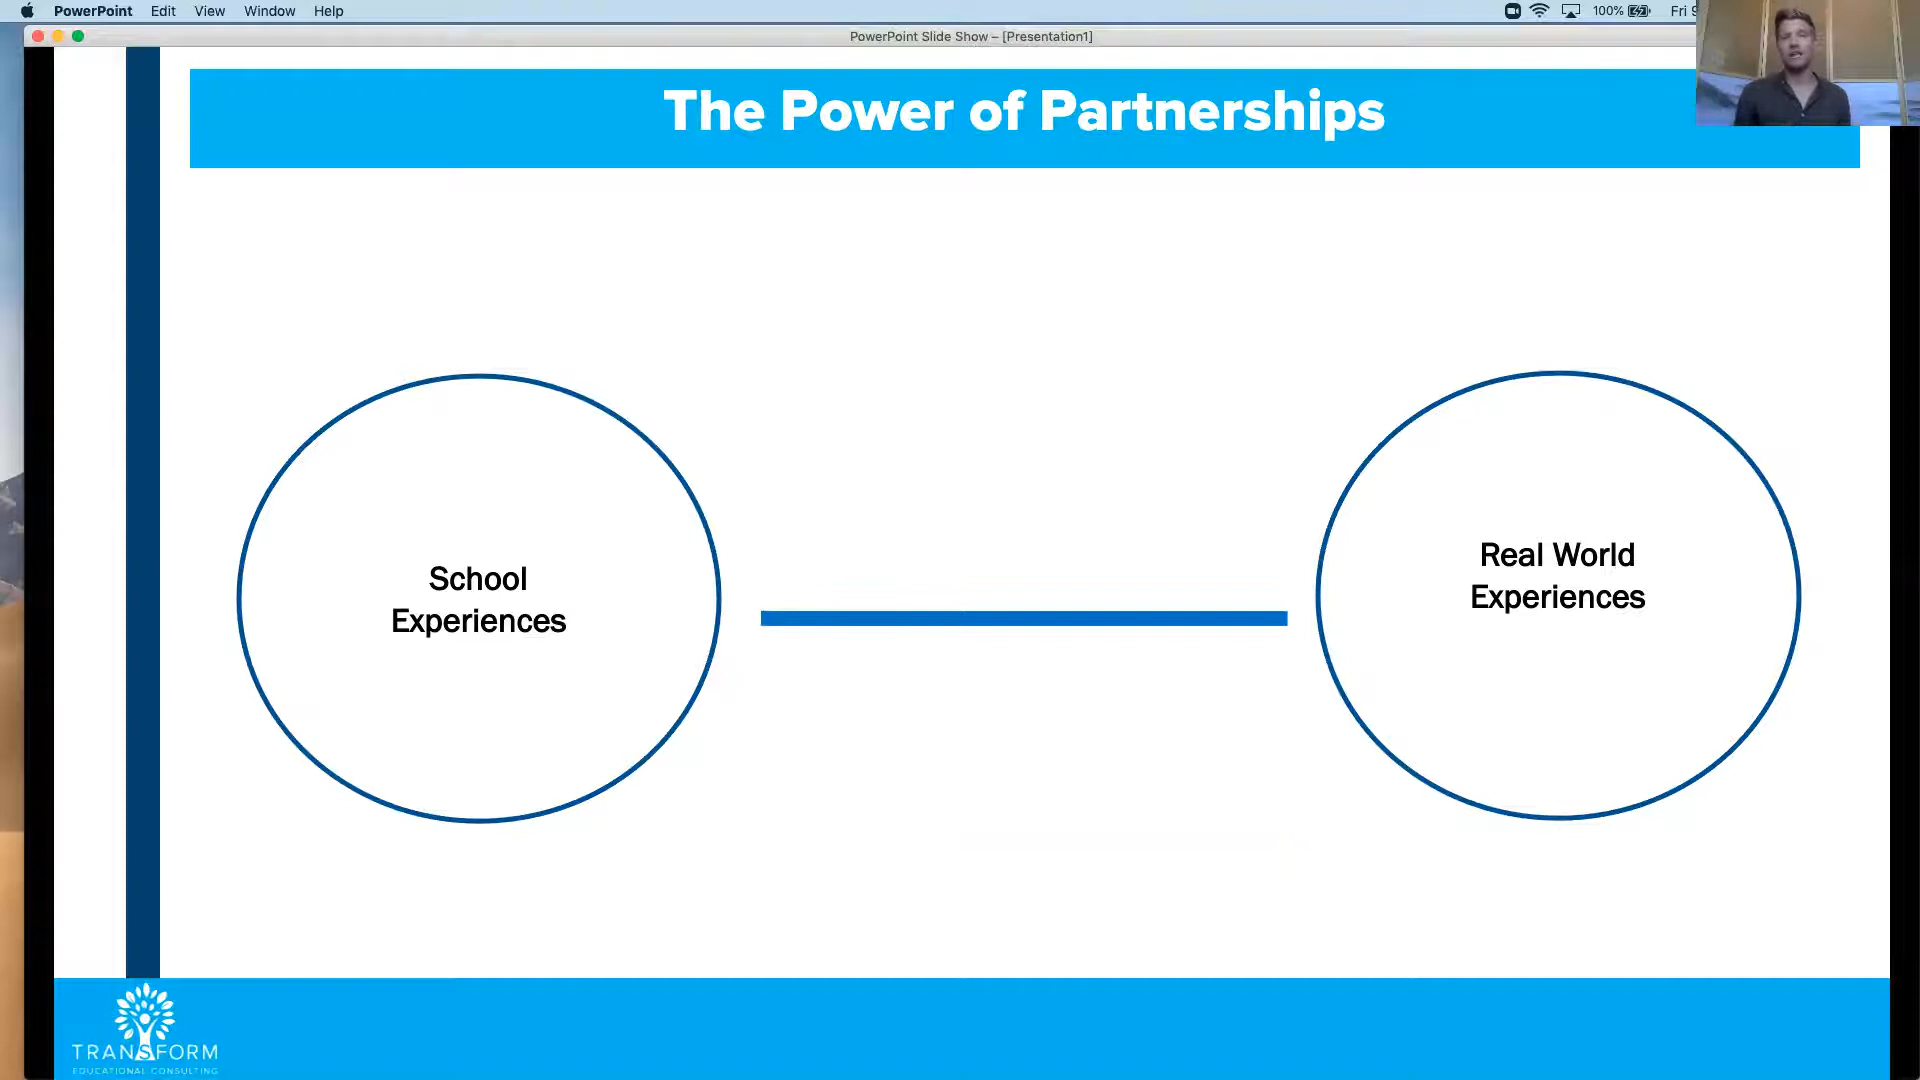 PowerPoint Edit View Window Help 100% Fri 9
PowerPoint Slide Show – [Presentation1]
The Power of Partnerships
School
Experiences
Real World
Experiences
TRANSFORM
EDUCATIONAL CONSULTING